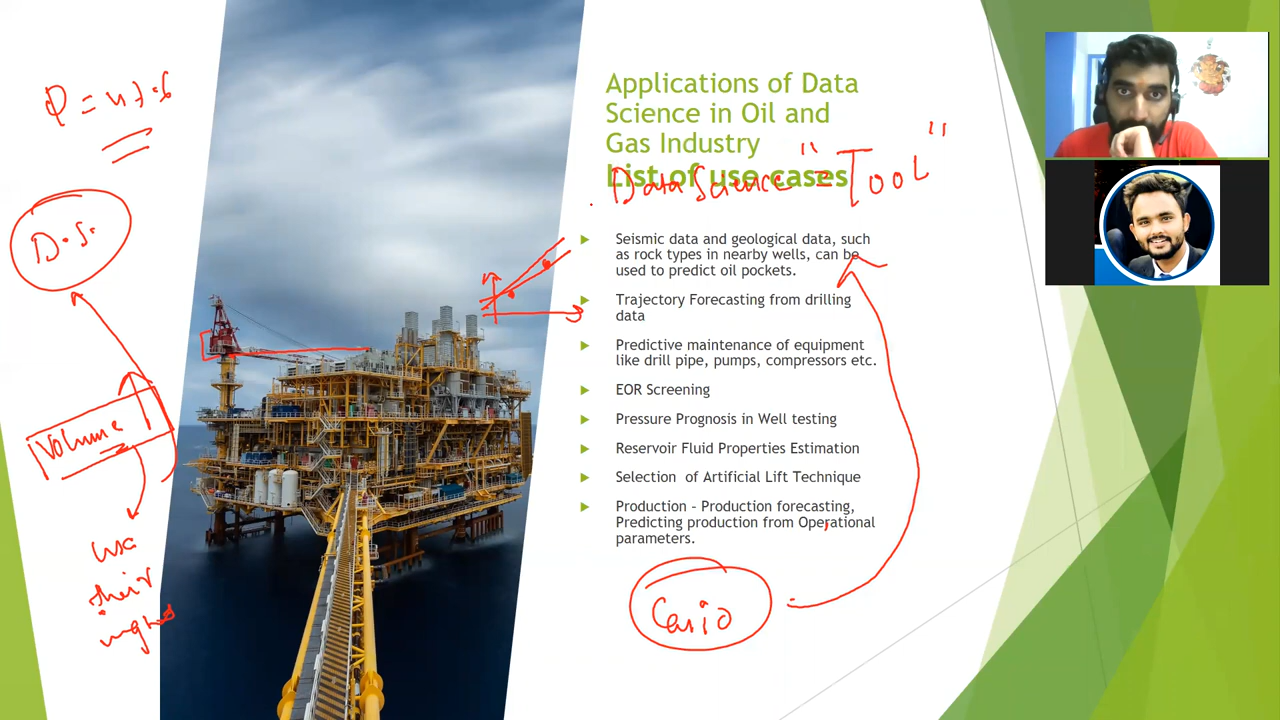 Applications of Data
Science in Oil and
Gas Industry
List of use cases
Data Science = "TOOL"
Seismic data and geological data, such
as rock types in nearby wells, can be
used to predict oil pockets.
Trajectory Forecasting from drilling
data
Predictive maintenance of equipment
like drill pipe, pumps, compressors etc.
EOR Screening
Pressure Prognosis in Well testing
Reservoir Fluid Properties Estimation
Selection of Artificial Lift Technique
Production – Production forecasting,
Predicting production from Operational
parameters.
Casio
D.S.
Volume
use
their